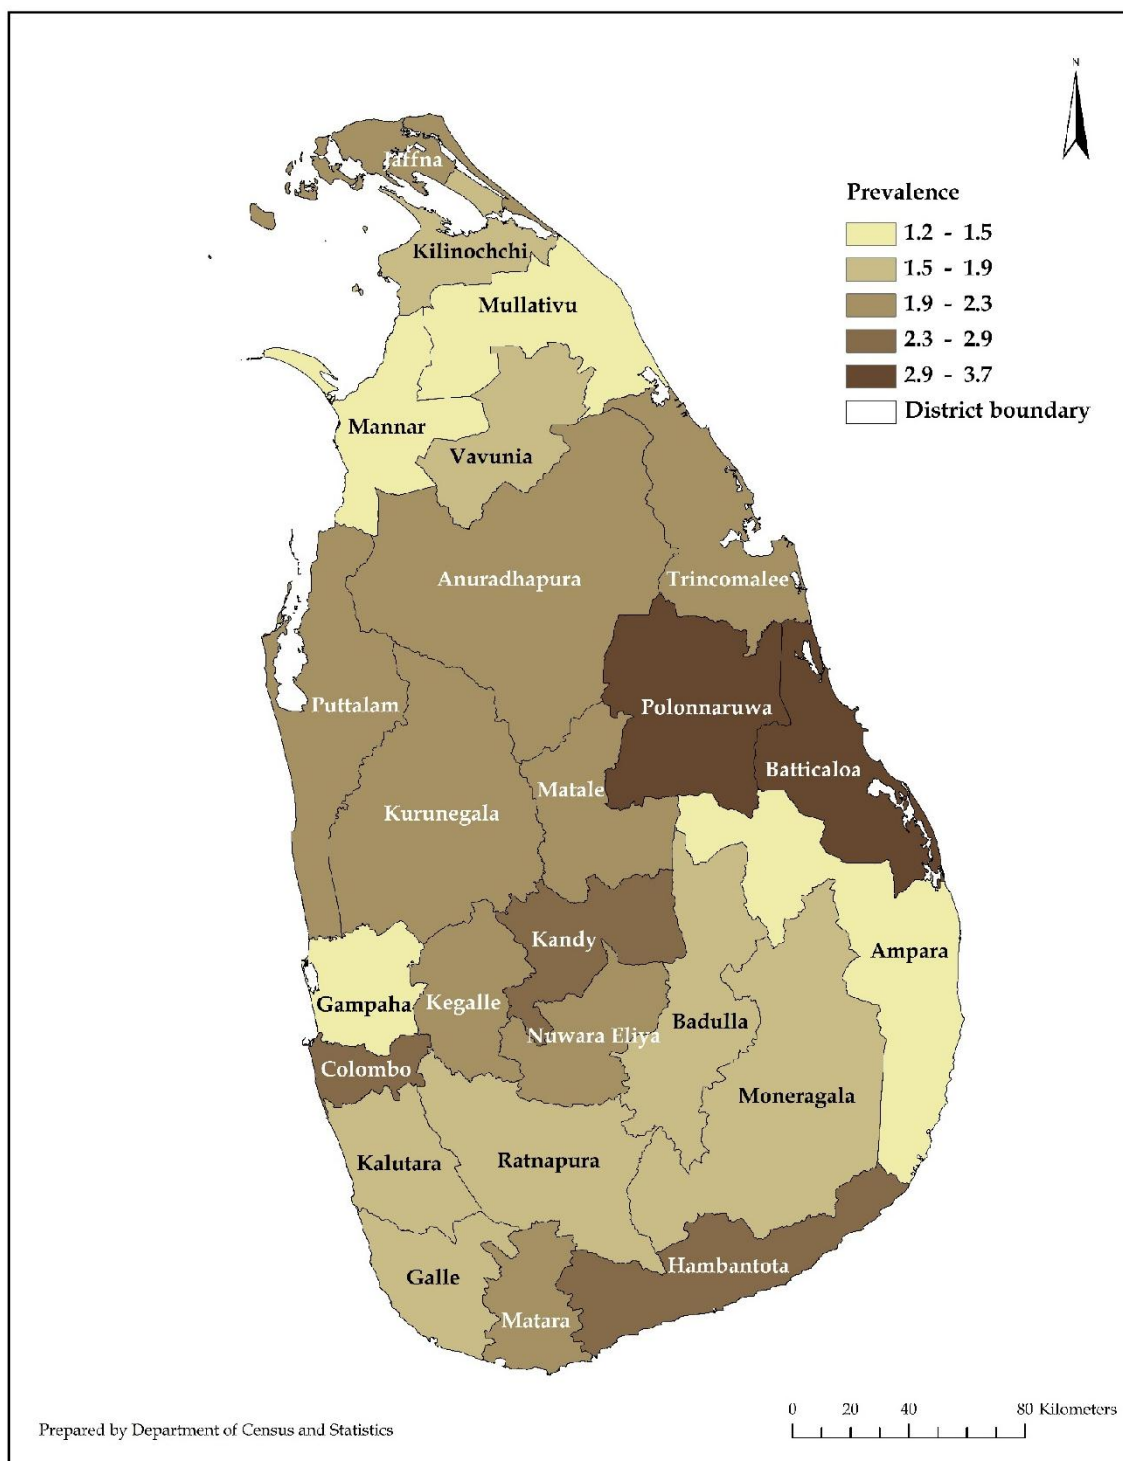 N
Jaffna
Prevalence
1.2 - 1.5
1.5 - 1.9
1.9 - 2.3
2.3 - 2.9
2.9 - 3.7
District boundary
Kilinochchi
Mullativu
Mannar
Vavunia
Anuradhapura
Trincomalee
Puttalam
Polonnaruwa
Batticaloa
Matale
Kurunegala
Kandy
Ampara
Gampaha
Kegalle
Nuwara Eliya
Badulla
Colombo
Moneragala
Kalutara
Ratnapura
Hambantota
Galle
Matara
0 20 40 80 Kilometers
Prepared by Department of Census and Statistics